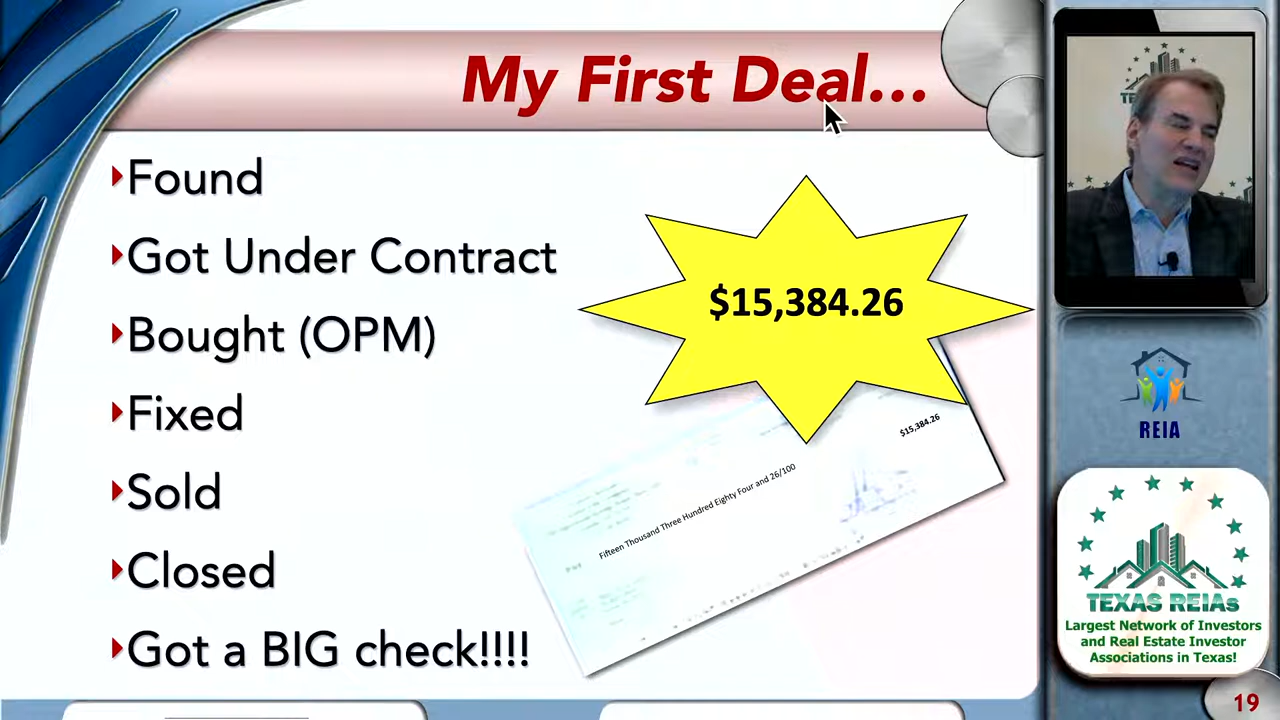 My First Deal...
Found
Got Under Contract
Bought (OPM)
Fixed
Sold
Closed
Got a BIG check!!!!
$15,384.26
$15,384.26
Fifteen Thousand Three Hundred Eighty Four and 26/100
REIA
TEXAS REIAs
Largest Network of Investors
and Real Estate Investor
Associations in Texas!
19